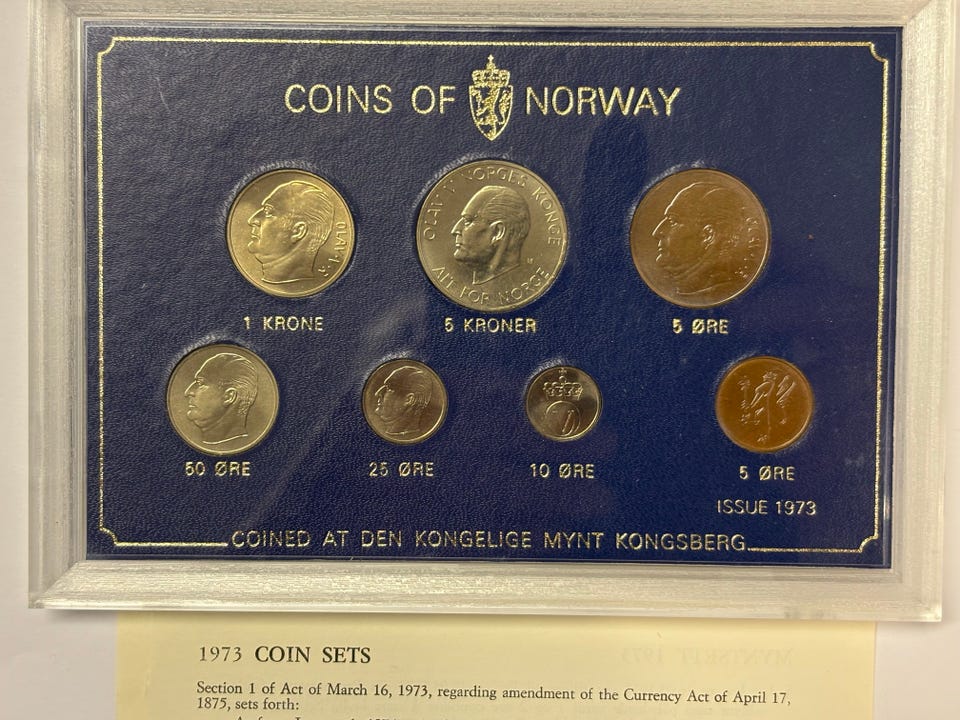 COINS OF NORWAY
OLAV·V·R
OLAV V NORGES KONGE
ALT FOR NORGE
1 KRONE
5 KRONER
5 ØRE
50 ØRE
25 ØRE
10 ØRE
5 ØRE
ISSUE 1973
COINED AT DEN KONGELIGE MYNT KONGSBERG
1973 COIN SETS
Section 1 of Act of March 16, 1973, regarding amendment of the Currency Act of April 17,
1875, sets forth: